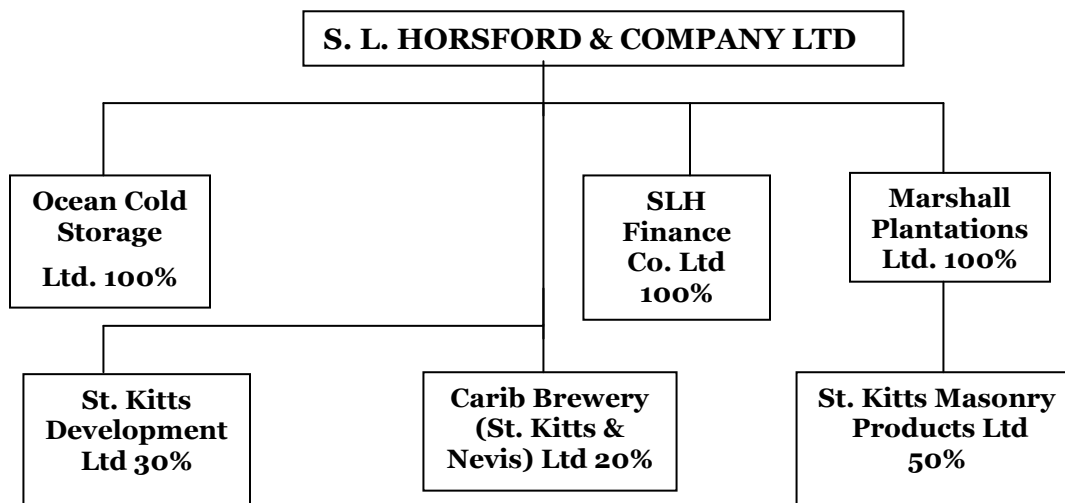 S. L. HORSFORD & COMPANY LTD
Ocean Cold
Storage
Ltd. 100%
SLH
Finance
Co. Ltd
100%
Marshall
Plantations
Ltd. 100%
St. Kitts
Development
Ltd 30%
Carib Brewery
(St. Kitts &
Nevis) Ltd 20%
St. Kitts Masonry
Products Ltd
50%